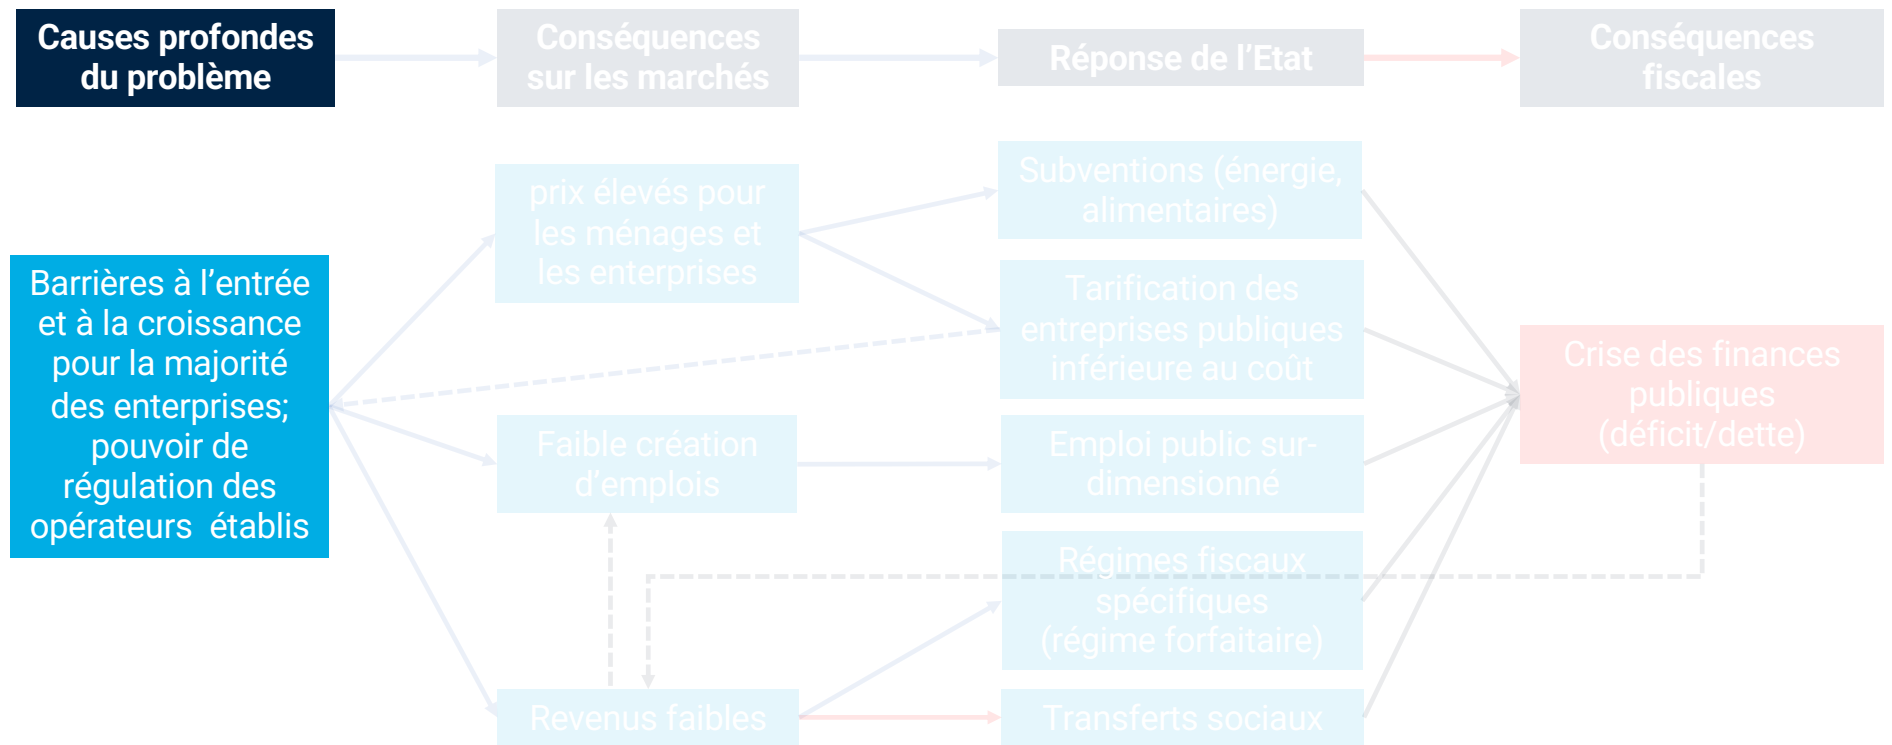 Causes profondes
du problème
Conséquences
sur les marchés
Réponse de l’Etat
Conséquences
fiscales
Barrières à l’entrée
et à la croissance
pour la majorité
des enterprises;
pouvoir de
régulation des
opérateurs  établis
prix élevés pour
les ménages et
les enterprises
Faible création
d’emplois
Revenus faibles
Subventions (énergie,
alimentaires)
Tarification des
entreprises publiques
inférieure au coût
Emploi public sur-
dimensionné
Régimes fiscaux
spécifiques
(régime forfaitaire)
Transferts sociaux
Crise des finances
publiques
(déficit/dette)